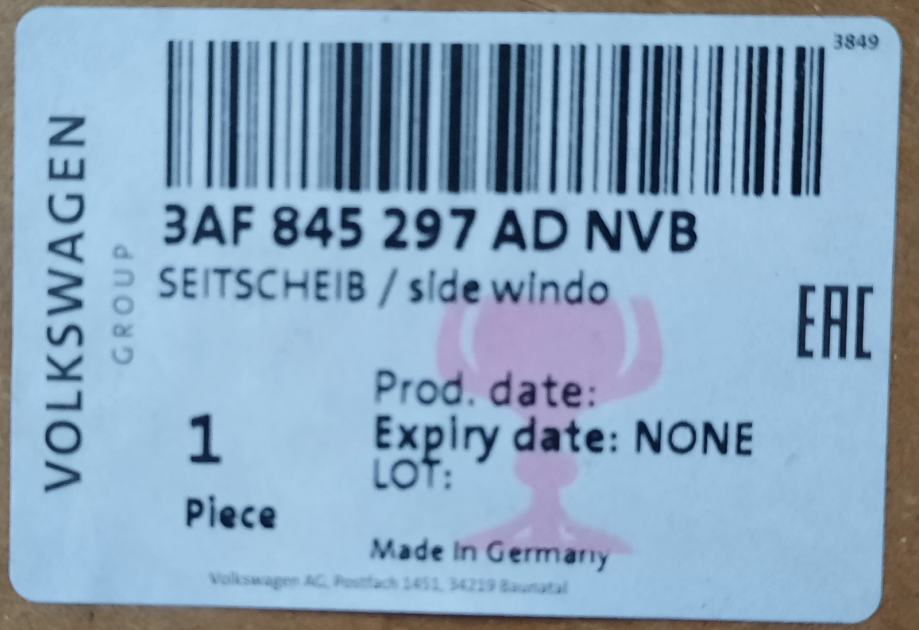 3849
VOLKSWAGEN
GROUP
3AF 845 297 AD NVB
SEITSCHEIB / side windo
EAC
Prod. date:
1
Expiry date: NONE
LOT:
Piece
Made In Germany
Volkswagen AG, Postfach 1451, 34219 Baunatal